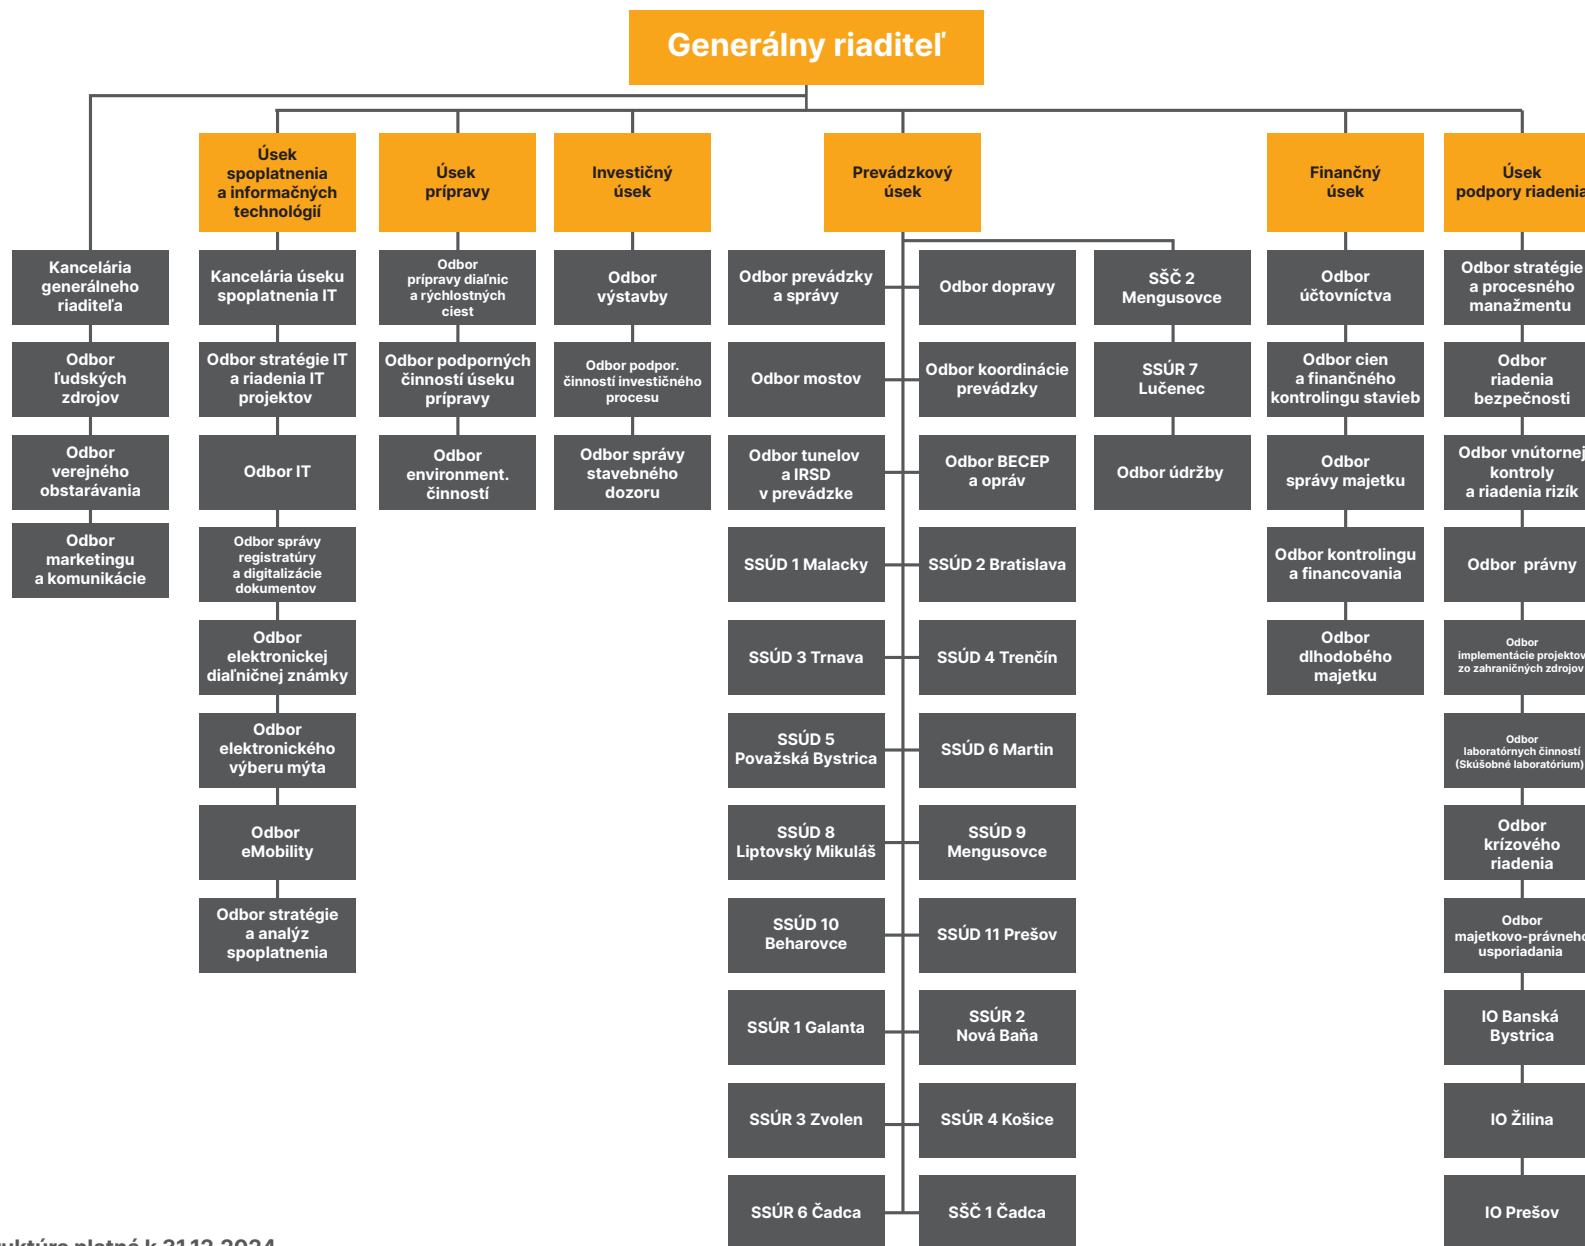 Generálny riaditeľ
Úsek
spoplatnenia
a informačných
technológií
Úsek
prípravy
Investičný
úsek
Prevádzkový
úsek
Finančný
úsek
Úsek
podpory riadenia
Kancelária
generálneho
riaditeľa
Odbor
ľudských
zdrojov
Odbor
verejného
obstarávania
Odbor
marketingu
a komunikácie
Kancelária úseku
spoplatnenia IT
Odbor stratégie IT
a riadenia IT
projektov
Odbor IT
Odbor správy
registratúry
a digitalizácie
dokumentov
Odbor
elektronickej
diaľničnej známky
Odbor
elektronického
výberu mýta
Odbor
eMobility
Odbor stratégie
a analýz
spoplatnenia
Odbor
prípravy diaľnic
a rýchlostných
ciest
Odbor podporných
činností úseku
prípravy
Odbor
environment.
činností
Odbor
výstavby
Odbor podpor.
činností investičného
procesu
Odbor správy
stavebného
dozoru
Odbor prevádzky
a správy
Odbor dopravy
Odbor mostov
Odbor koordinácie
prevádzky
Odbor tunelov
a IRSD
v prevádzke
Odbor BECEP
a opráv
SSÚD 1 Malacky
SSÚD 2 Bratislava
SSÚD 3 Trnava
SSÚD 4 Trenčín
SSÚD 5
Považská Bystrica
SSÚD 6 Martin
SSÚD 8
Liptovský Mikuláš
SSÚD 9
Mengusovce
SSÚD 10
Beharovce
SSÚD 11 Prešov
SSÚR 1 Galanta
SSÚR 2
Nová Baňa
SSÚR 3 Zvolen
SSÚR 4 Košice
SSÚR 6 Čadca
SŠČ 1 Čadca
SŠČ 2
Mengusovce
SSÚR 7
Lučenec
Odbor údržby
Odbor
účtovníctva
Odbor cien
a finančného
kontrolingu stavieb
Odbor
správy majetku
Odbor kontrolingu
a financovania
Odbor
dlhodobého
majetku
Odbor stratégie
a procesného
manažmentu
Odbor
riadenia
bezpečnosti
Odbor vnútornej
kontroly
a riadenia rizík
Odbor právny
Odbor
implementácie projektov
zo zahraničných zdrojov
Odbor
laboratórnych činností
(Skúšobné laboratórium)
Odbor
krízového
riadenia
Odbor
majetkovo-právneho
usporiadania
IO Banská
Bystrica
IO Žilina
IO Prešov
platná k 31.12.2024